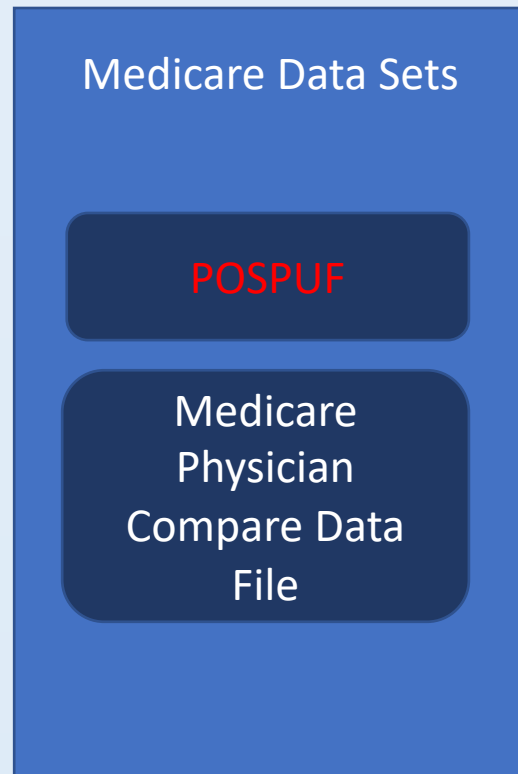 Medicare Data Sets
POSPUF
Medicare
Physician
Compare Data
File